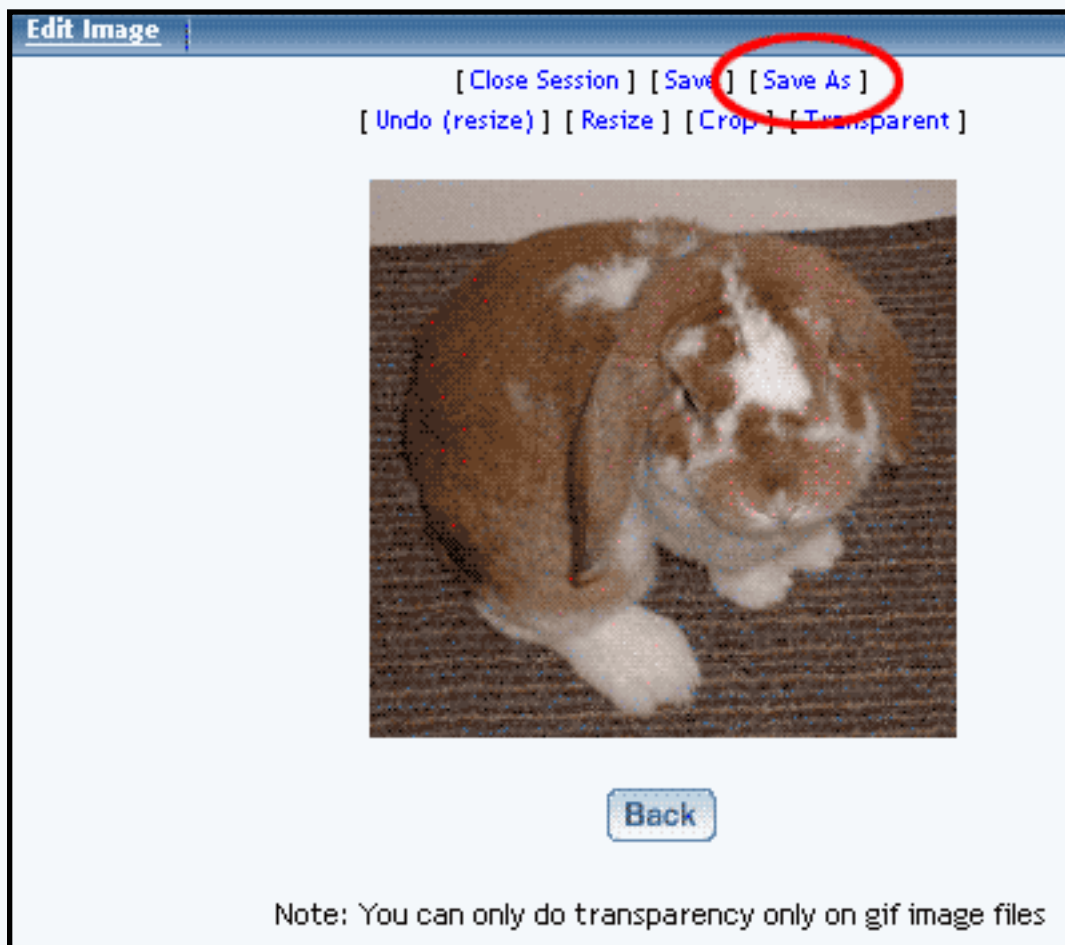 Edit Image
[ Close Session ] [ Save ] [ Save As ]
[ Undo (resize) ] [ Resize ] [ Crop ] [ Transparent ]
Back
Note: You can only do transparency only on gif image files